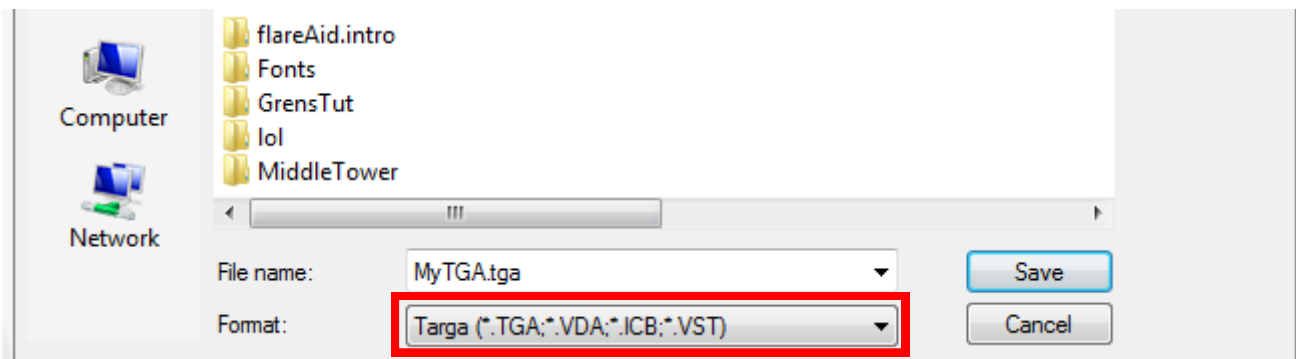 flareAid.intro
Fonts
GrensTut
lol
MiddleTower
Computer
Network
File name: MyTGA.tga Save
Format: Targa (*.TGA;*.VDA;*.ICB;*.VST) Cancel